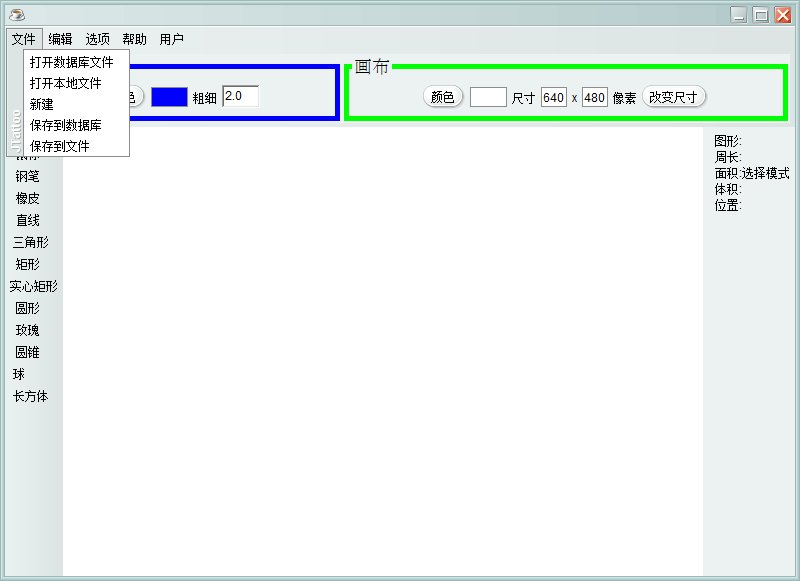 文件 编辑 选项 帮助 用户
打开数据库文件
打开本地文件
新建
保存到数据库
保存到文件
JTattoo
色 粗细 2.0
画布
颜色 尺寸 640 x 480 像素 改变尺寸
钢笔
橡皮
直线
三角形
矩形
实心矩形
圆形
玫瑰
圆锥
球
长方体
图形:
周长:
面积:选择模式
体积:
位置: